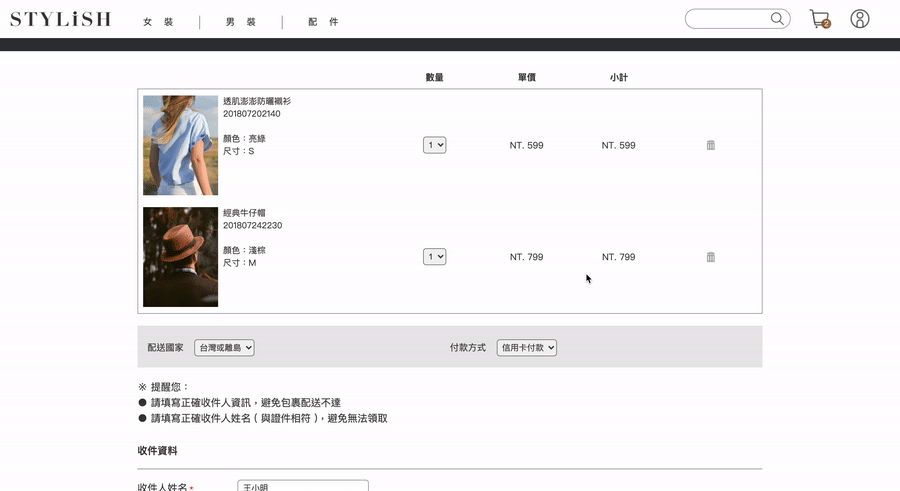 STYLiSH
女裝 | 男裝 | 配件
2
數量 單價 小計
透肌澎澎防曬襯衫
201807202140
顏色：亮綠
尺寸：S
1 NT. 599 NT. 599
經典牛仔帽
201807242230
顏色：淺棕
尺寸：M
1 NT. 799 NT. 799
配送國家 台灣或離島 付款方式 信用卡付款
※ 提醒您：
● 請填寫正確收件人資訊，避免包裹配送不達
● 請填寫正確收件人姓名（與證件相符），避免無法領取
收件資料
收件人姓名* 王小明